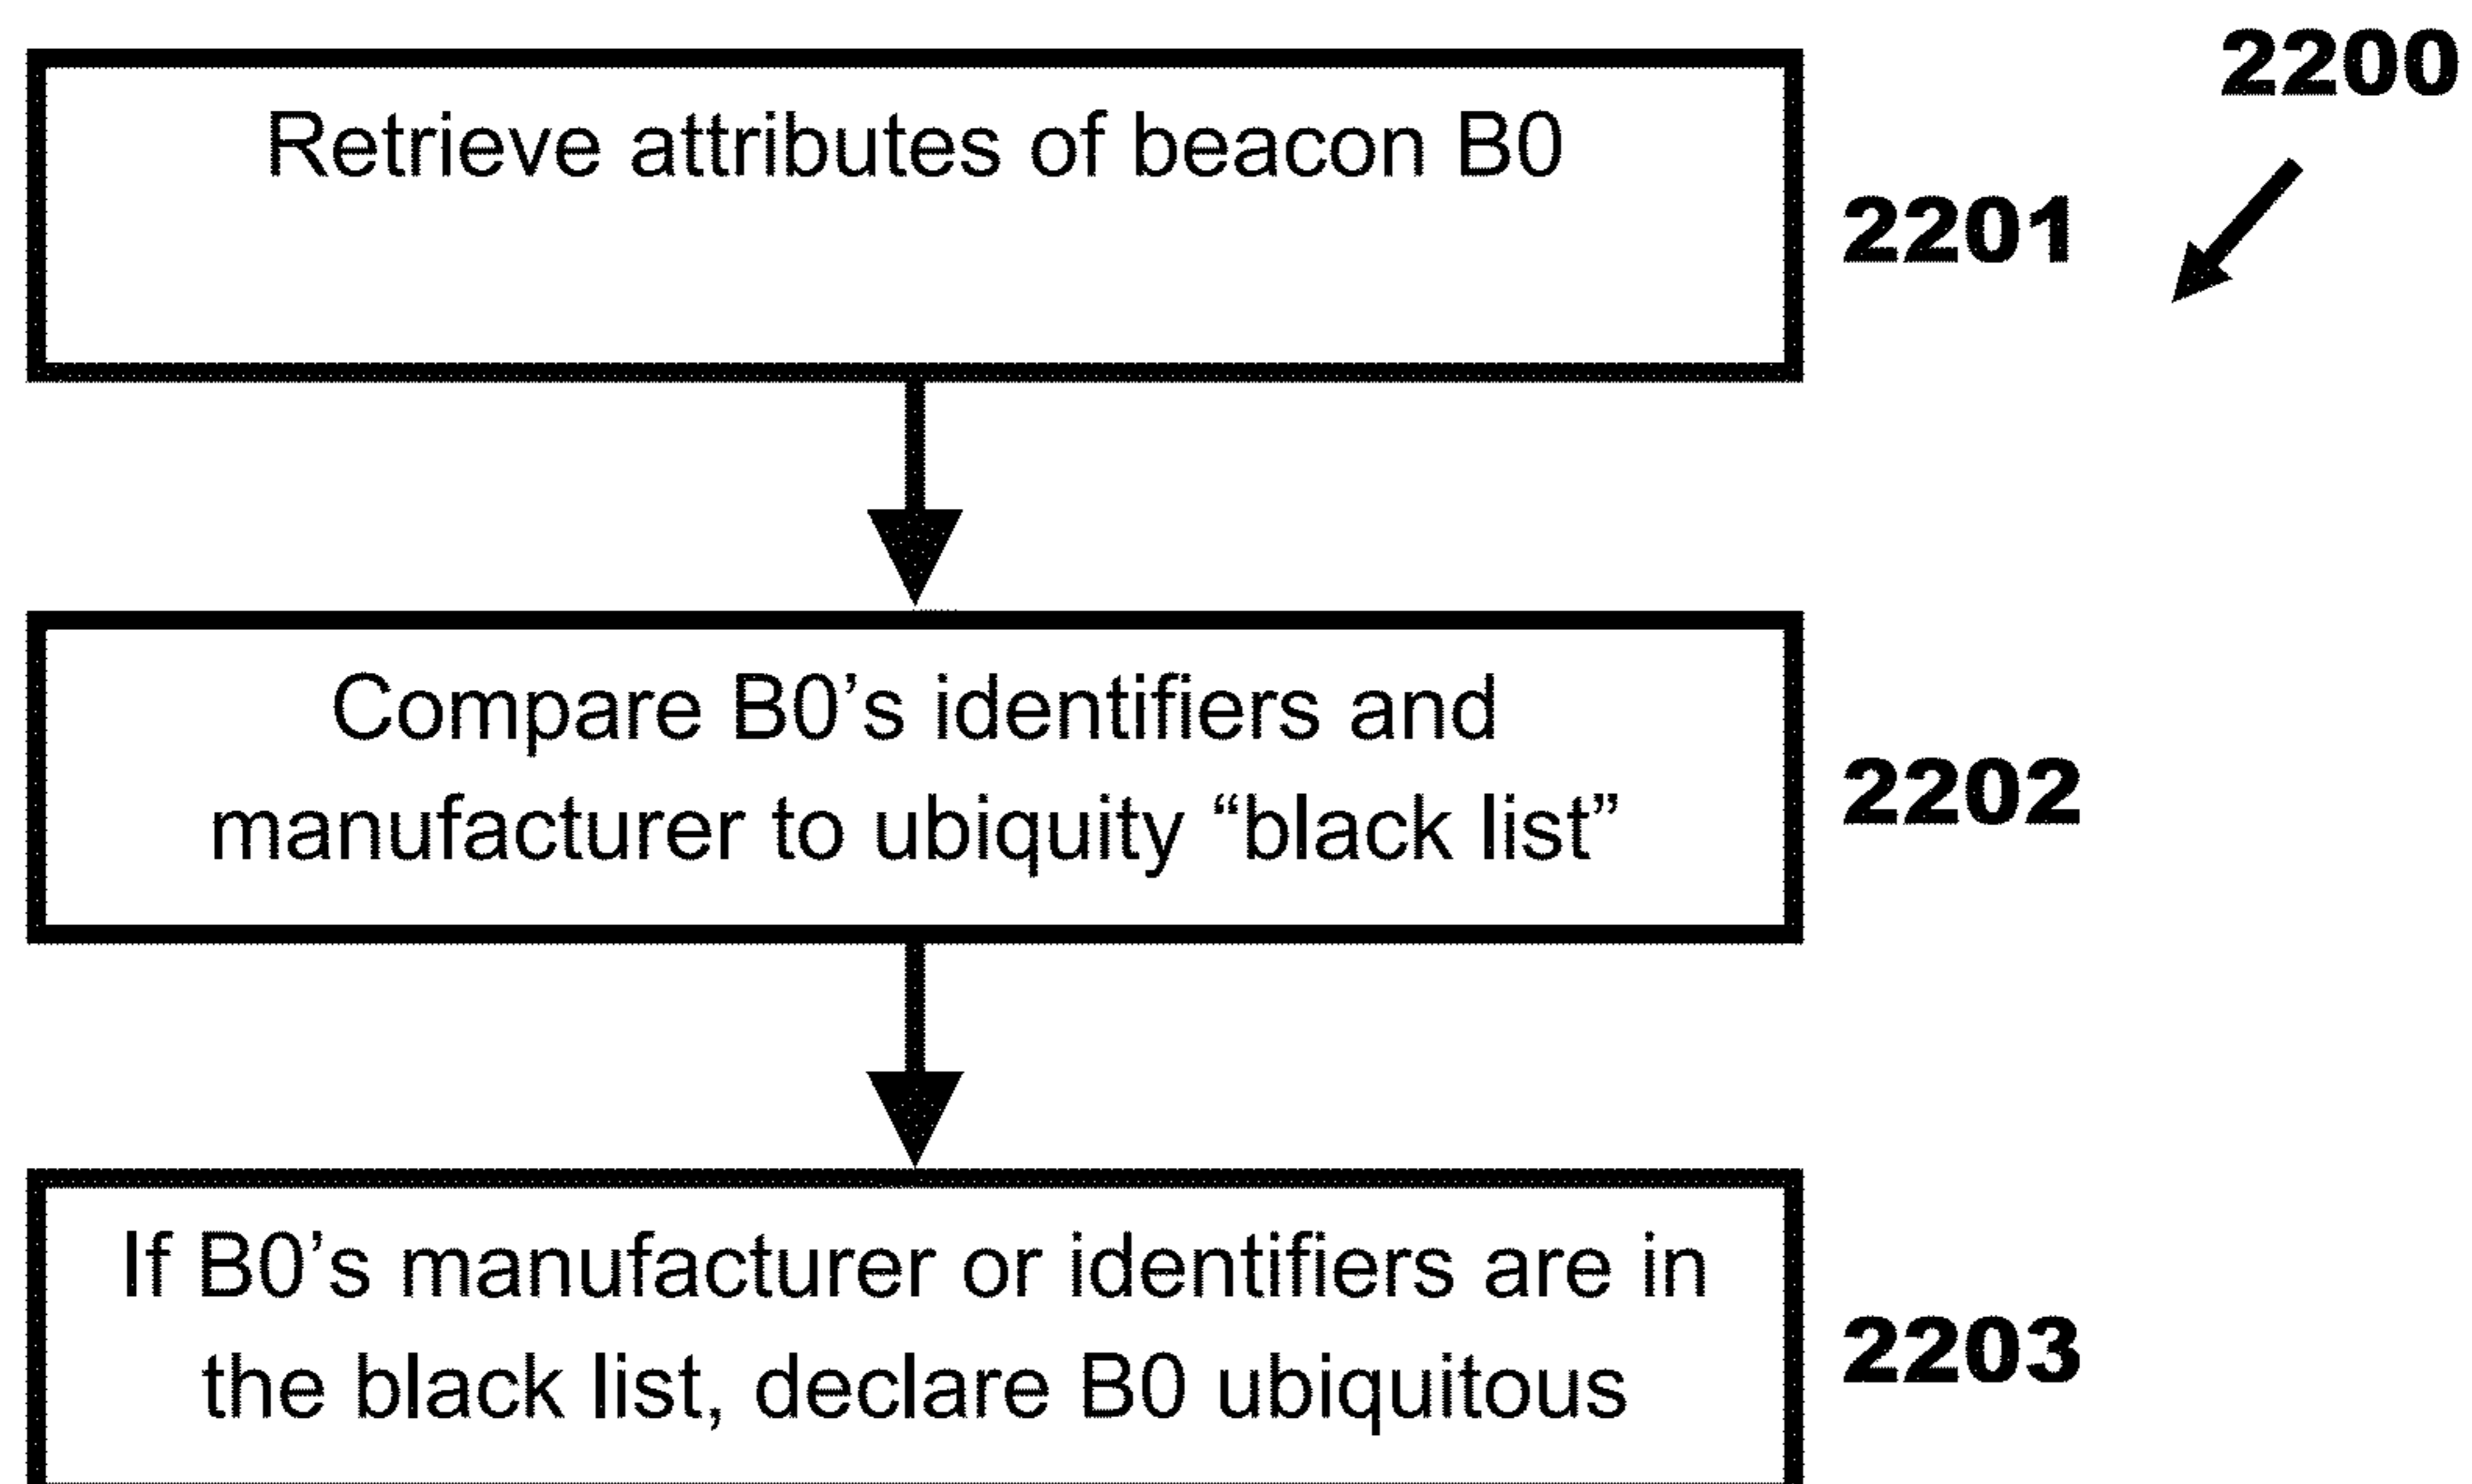 2200
Retrieve attributes of beacon B0
2201
Compare B0’s identifiers and
manufacturer to ubiquity “black list”
2202
If B0’s manufacturer or identifiers are in
the black list, declare B0 ubiquitous
2203